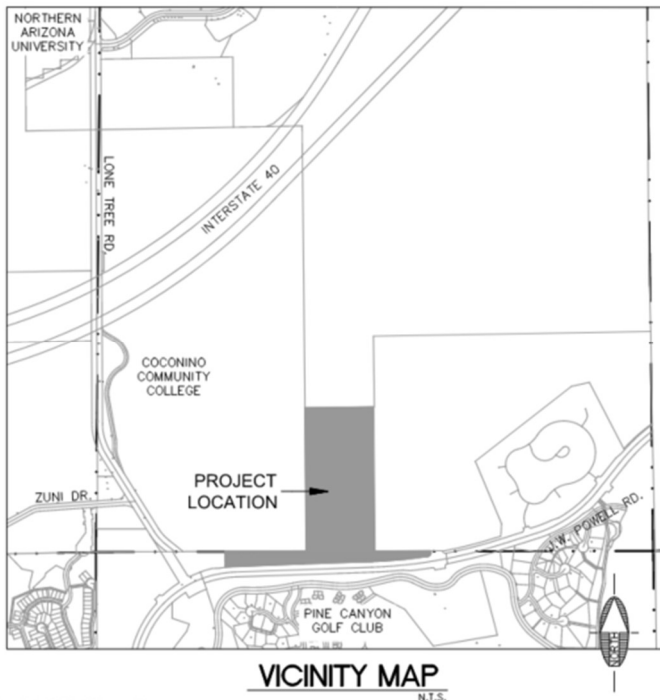 NORTHERN
ARIZONA
UNIVERSITY
LONE TREE RD.
INTERSTATE 40
COCONINO
COMMUNITY
COLLEGE
PROJECT
LOCATION
ZUNI DR.
J.W. POWELL RD.
PINE CANYON
GOLF CLUB
NORTH
VICINITY MAP
N.T.S.